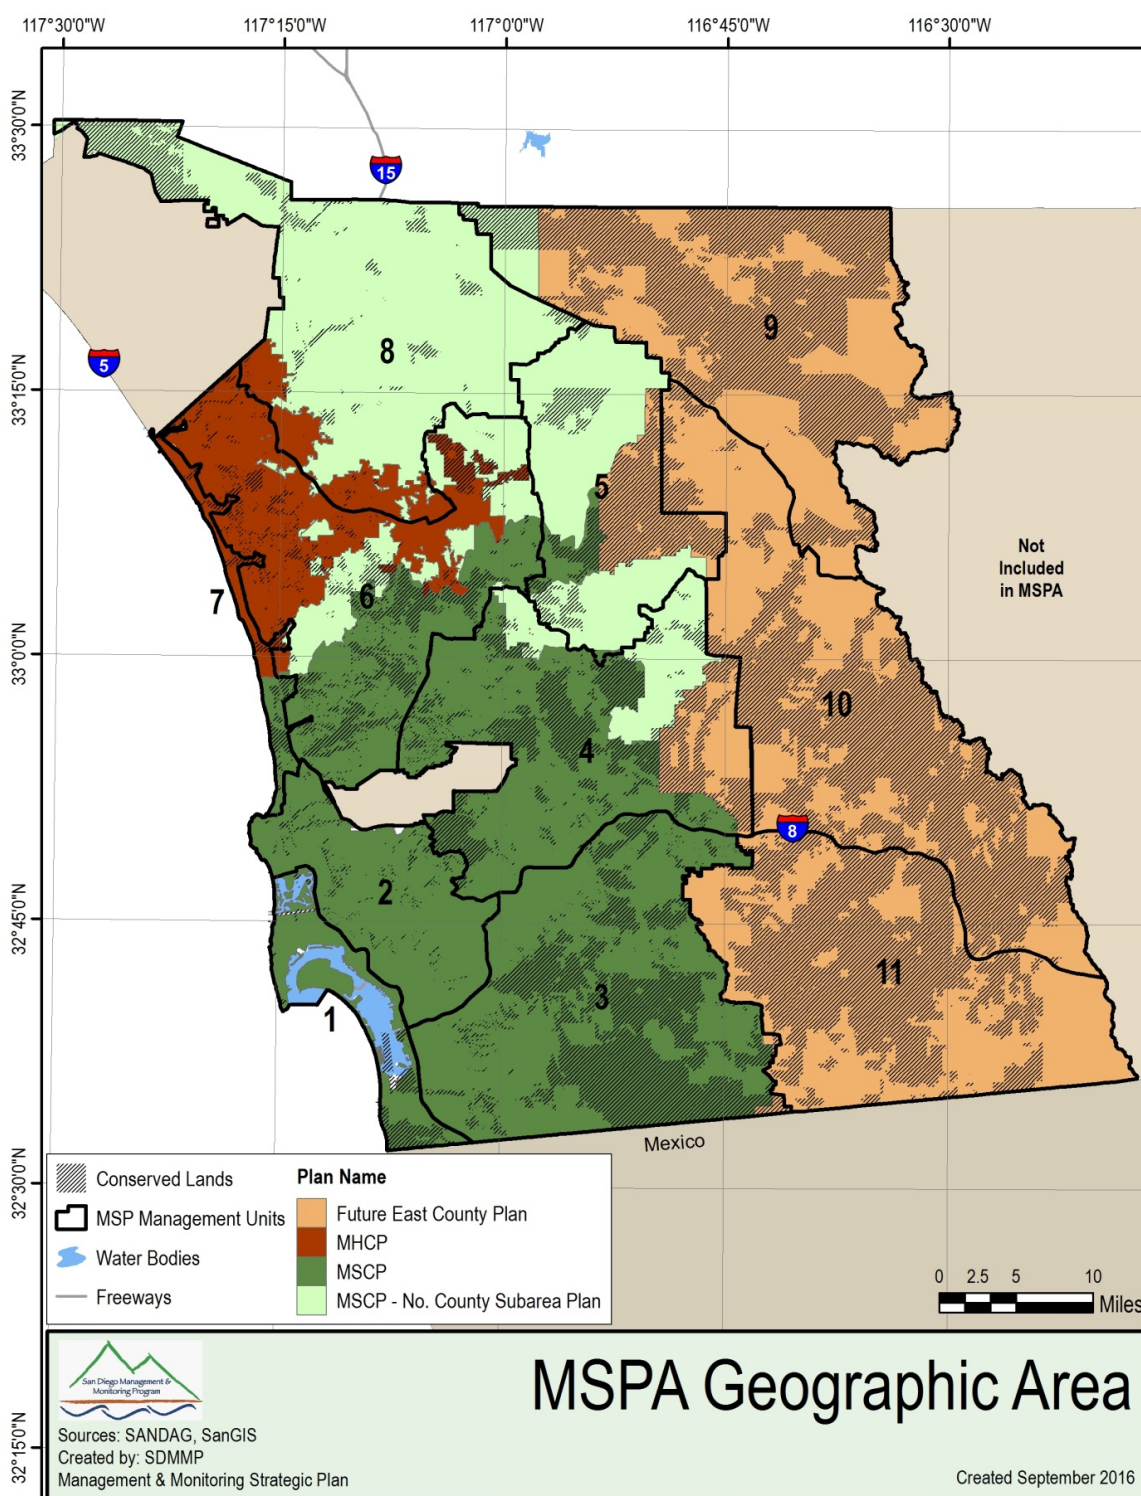 117°30'0"W 117°15'0"W 117°0'0"W 116°45'0"W 116°30'0"W
33°30'0"N
15
9
8
5
33°15'0"N
5
Not
Included
in MSPA
6
7
33°0'0"N
10
4
8
2
32°45'0"N
11
3
1
Mexico
32°30'0"N
Conserved Lands
MSP Management Units
Water Bodies
Freeways
Plan Name
Future East County Plan
MHCP
MSCP
MSCP - No. County Subarea Plan
0 2.5 5 10
Miles
32°15'0"N
San Diego Management &
Monitoring Program
MSPA Geographic Area
Sources: SANDAG, SanGIS
Created by: SDMMP
Management & Monitoring Strategic Plan
Created September 2016